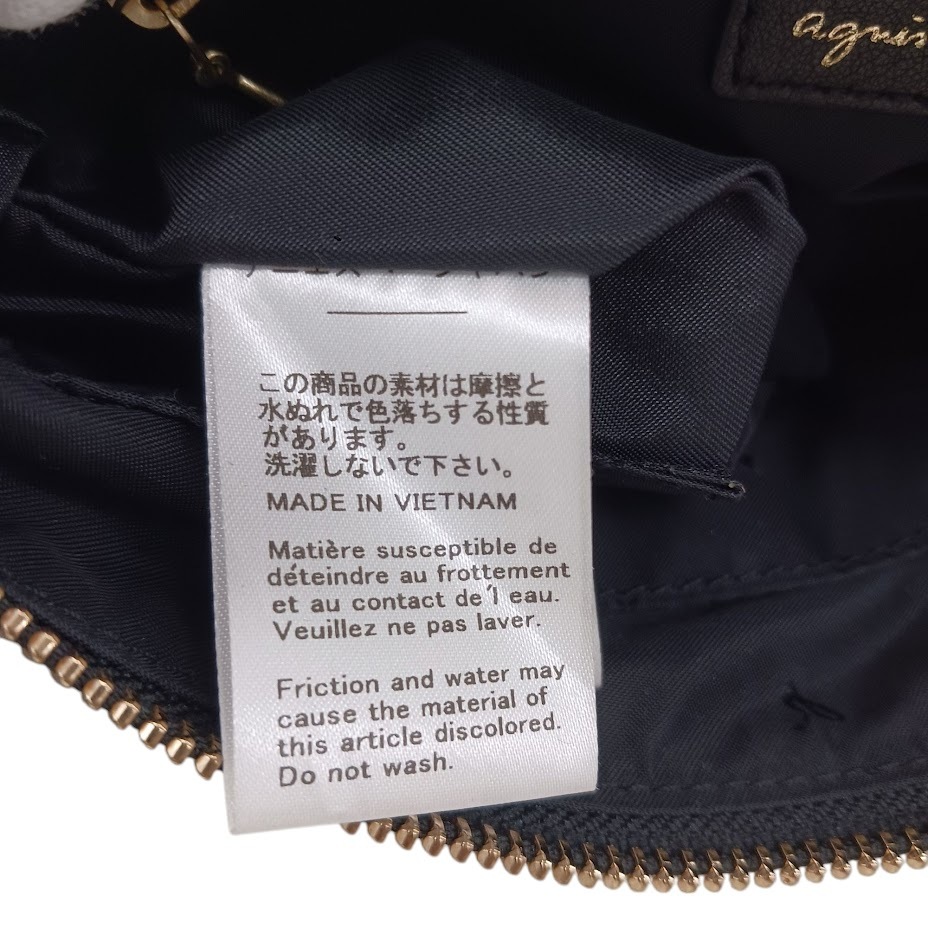 agnès
この商品の素材は摩擦と
水ぬれで色落ちする性質
があります。
洗濯しないで下さい。
MADE IN VIETNAM
Matière susceptible de
déteindre au frottement
et au contact de'l eau.
Veuillez ne pas laver.
Friction and water may
cause the material of
this article discolored.
Do not wash.